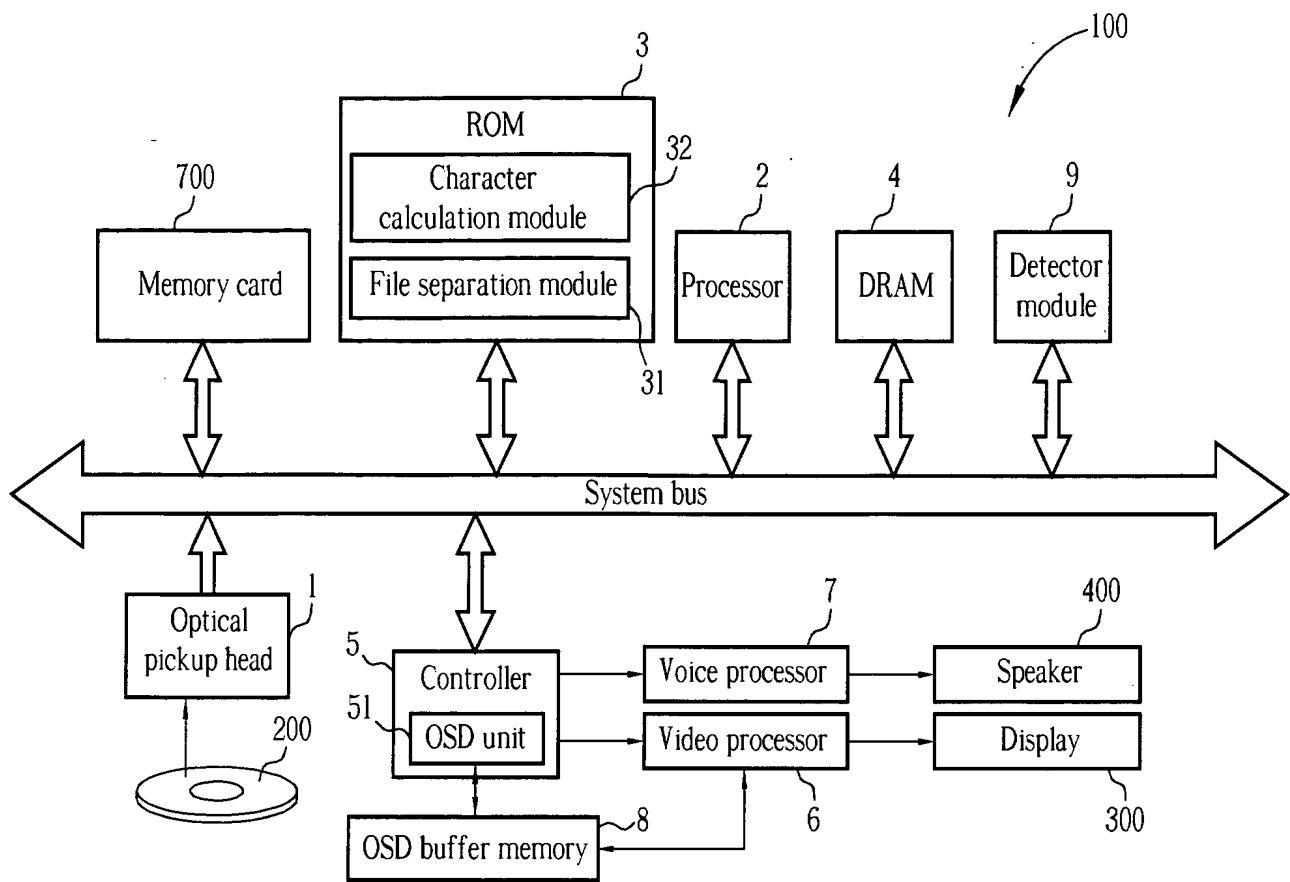 100
3
ROM
32
Character
calculation module
File separation module
31
700
Memory card
2
Processor
4
DRAM
9
Detector
module
System bus
1
Optical
pickup head
200
5
Controller
51
OSD unit
7
Voice processor
400
Speaker
Video processor
6
Display
300
8
OSD buffer memory